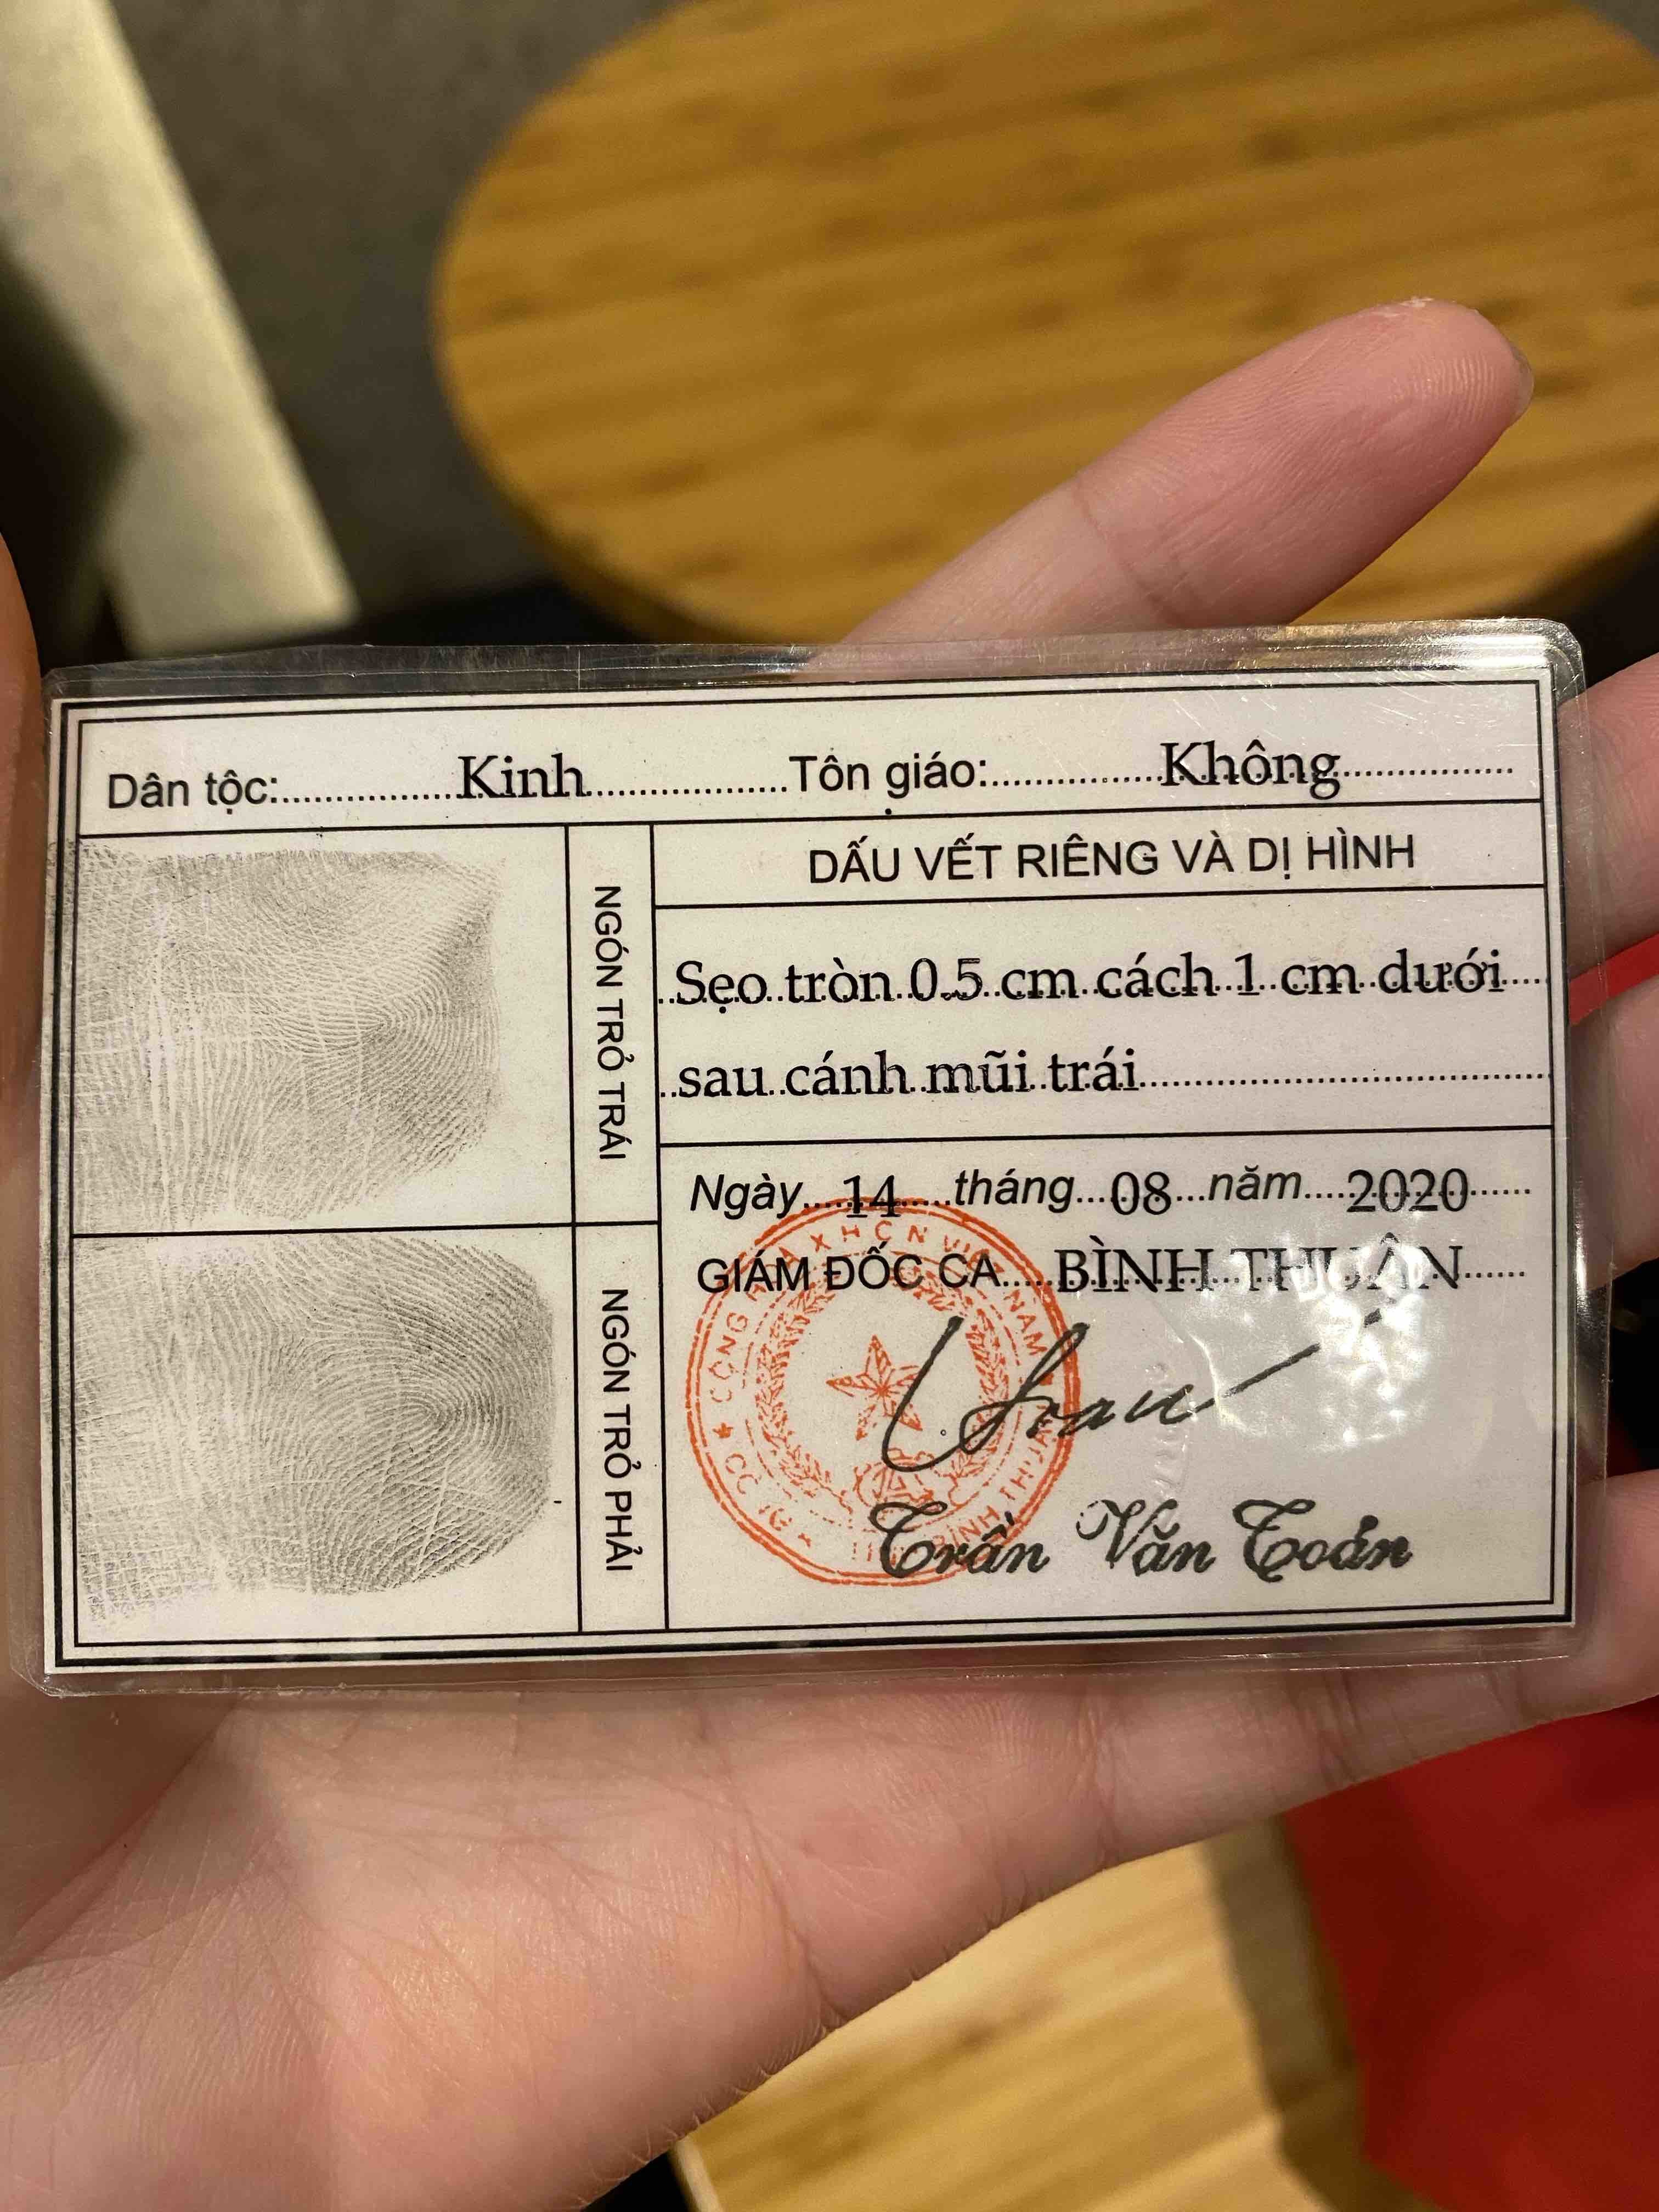 Dân tộc: Kinh Tôn giáo: Không
NGÓN TRỎ TRÁI
DẤU VẾT RIÊNG VÀ DỊ HÌNH
Sẹo tròn 0.5 cm cách 1 cm dưới
sau cánh mũi trái
NGÓN TRỎ PHẢI
Ngày 14 tháng 08 năm 2020
GIÁM ĐỐC CA BÌNH THUẬN
Trần Văn Toản